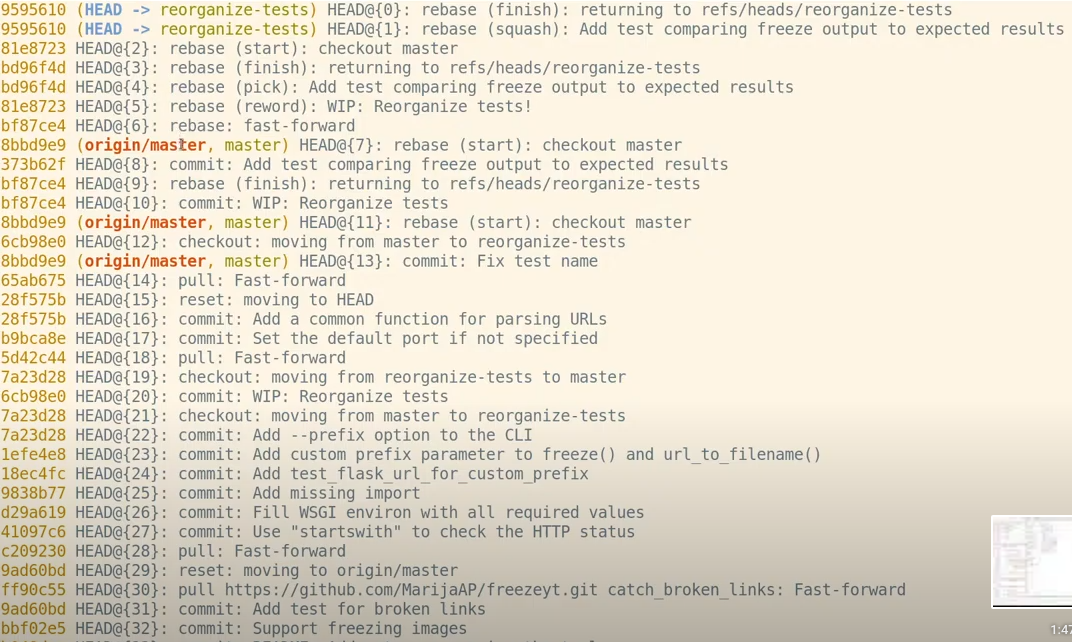 9595610 (HEAD -> reorganize-tests) HEAD@{0}: rebase (finish): returning to refs/heads/reorganize-tests
9595610 (HEAD -> reorganize-tests) HEAD@{1}: rebase (squash): Add test comparing freeze output to expected results
81e8723 HEAD@{2}: rebase (start): checkout master
bd96f4d HEAD@{3}: rebase (finish): returning to refs/heads/reorganize-tests
bd96f4d HEAD@{4}: rebase (pick): Add test comparing freeze output to expected results
81e8723 HEAD@{5}: rebase (reword): WIP: Reorganize tests!
bf87ce4 HEAD@{6}: rebase: fast-forward
8bbd9e9 (origin/master, master) HEAD@{7}: rebase (start): checkout master
373b62f HEAD@{8}: commit: Add test comparing freeze output to expected results
bf87ce4 HEAD@{9}: rebase (finish): returning to refs/heads/reorganize-tests
bf87ce4 HEAD@{10}: commit: WIP: Reorganize tests
8bbd9e9 (origin/master, master) HEAD@{11}: rebase (start): checkout master
6cb98e0 HEAD@{12}: checkout: moving from master to reorganize-tests
8bbd9e9 (origin/master, master) HEAD@{13}: commit: Fix test name
65ab675 HEAD@{14}: pull: Fast-forward
28f575b HEAD@{15}: reset: moving to HEAD
28f575b HEAD@{16}: commit: Add a common function for parsing URLs
b9bca8e HEAD@{17}: commit: Set the default port if not specified
5d42c44 HEAD@{18}: pull: Fast-forward
7a23d28 HEAD@{19}: checkout: moving from reorganize-tests to master
6cb98e0 HEAD@{20}: commit: WIP: Reorganize tests
7a23d28 HEAD@{21}: checkout: moving from master to reorganize-tests
7a23d28 HEAD@{22}: commit: Add --prefix option to the CLI
1efe4e8 HEAD@{23}: commit: Add custom prefix parameter to freeze() and url_to_filename()
18ec4fc HEAD@{24}: commit: Add test_flask_url_for_custom_prefix
9838b77 HEAD@{25}: commit: Add missing import
d29a619 HEAD@{26}: commit: Fill WSGI environ with all required values
41097c6 HEAD@{27}: commit: Use "startswith" to check the HTTP status
c209230 HEAD@{28}: pull: Fast-forward
9ad60bd HEAD@{29}: reset: moving to origin/master
ff90c55 HEAD@{30}: pull https://github.com/MarijaAP/freezeyt.git catch_broken_links: Fast-forward
9ad60bd HEAD@{31}: commit: Add test for broken links
bbf02e5 HEAD@{32}: commit: Support freezing images